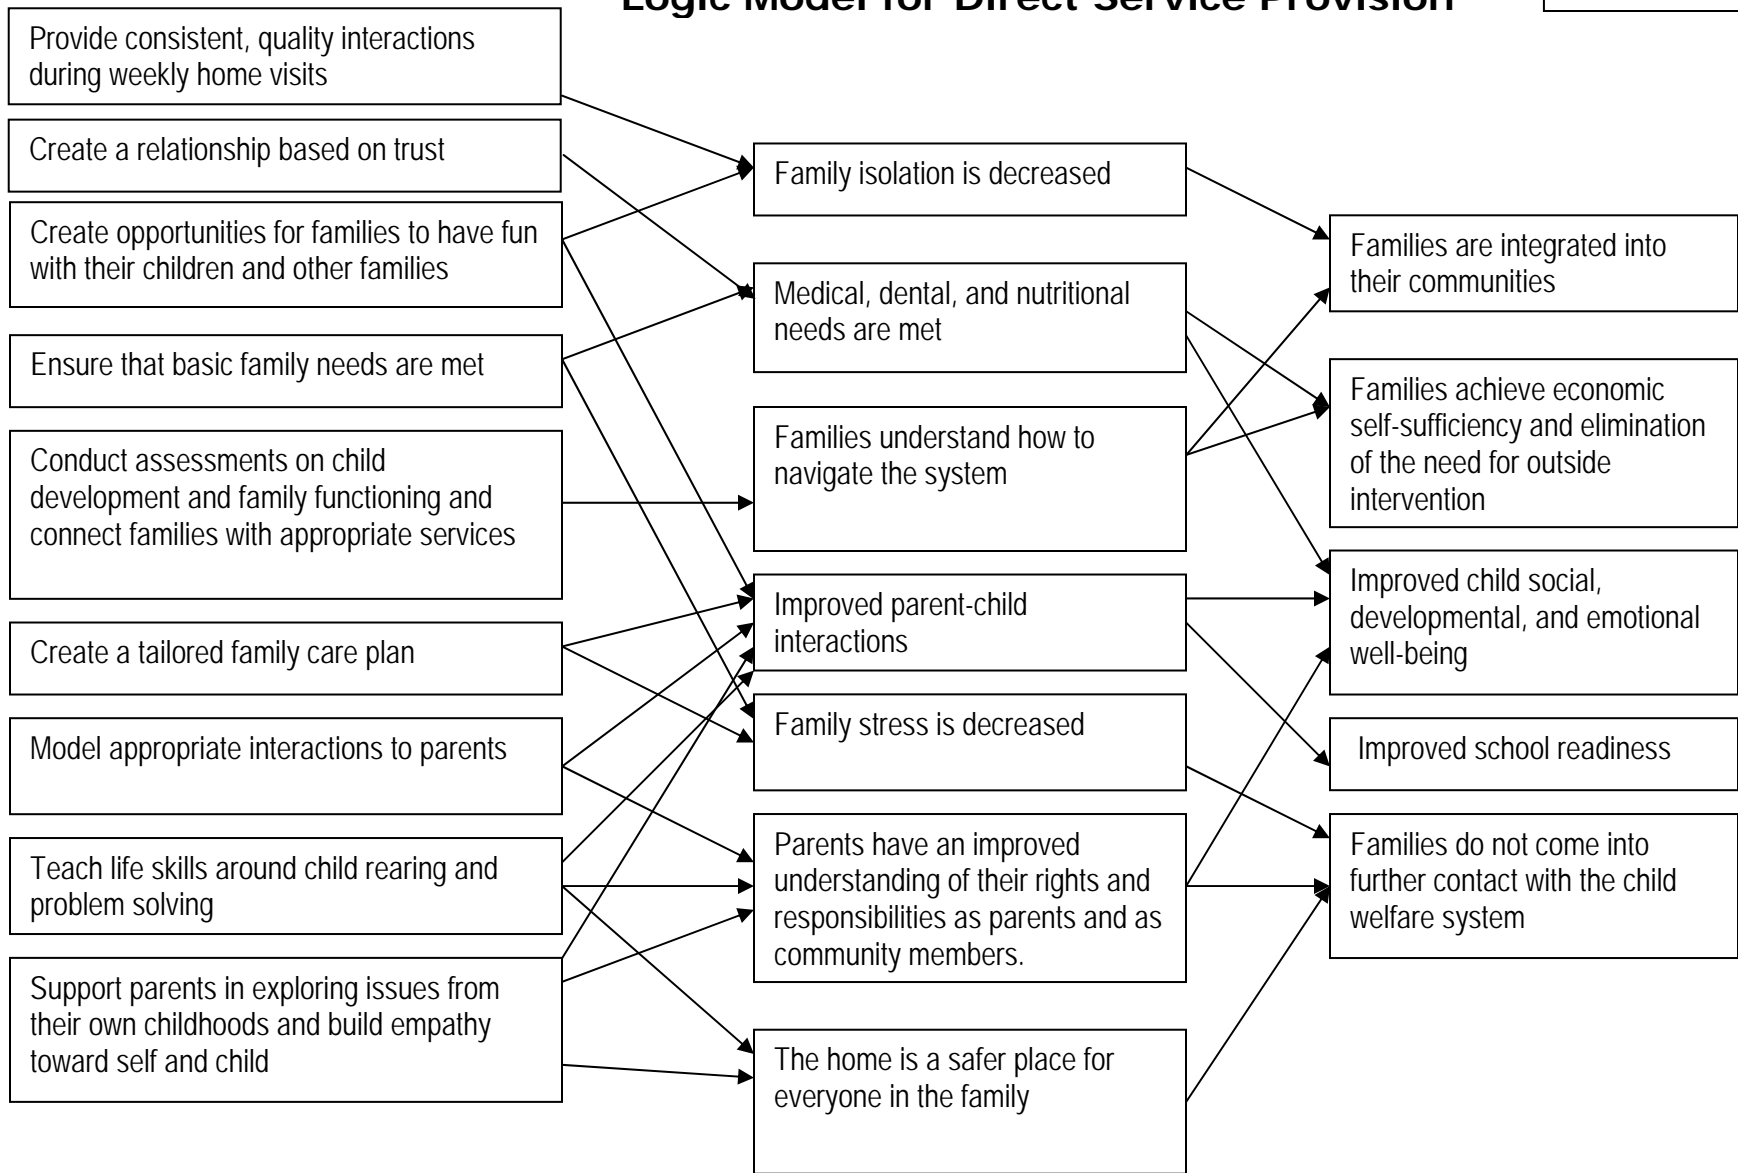 Logic Model for Direct Service Provision
Provide consistent, quality interactions
during weekly home visits
Create a relationship based on trust
Create opportunities for families to have fun
with their children and other families
Ensure that basic family needs are met
Conduct assessments on child
development and family functioning and
connect families with appropriate services
Create a tailored family care plan
Model appropriate interactions to parents
Teach life skills around child rearing and
problem solving
Support parents in exploring issues from
their own childhoods and build empathy
toward self and child
Family isolation is decreased
Medical, dental, and nutritional
needs are met
Families understand how to
navigate the system
Improved parent-child
interactions
Family stress is decreased
Parents have an improved
understanding of their rights and
responsibilities as parents and as
community members.
The home is a safer place for
everyone in the family
Families are integrated into
their communities
Families achieve economic
self-sufficiency and elimination
of the need for outside
intervention
Improved child social,
developmental, and emotional
well-being
Improved school readiness
Families do not come into
further contact with the child
welfare system